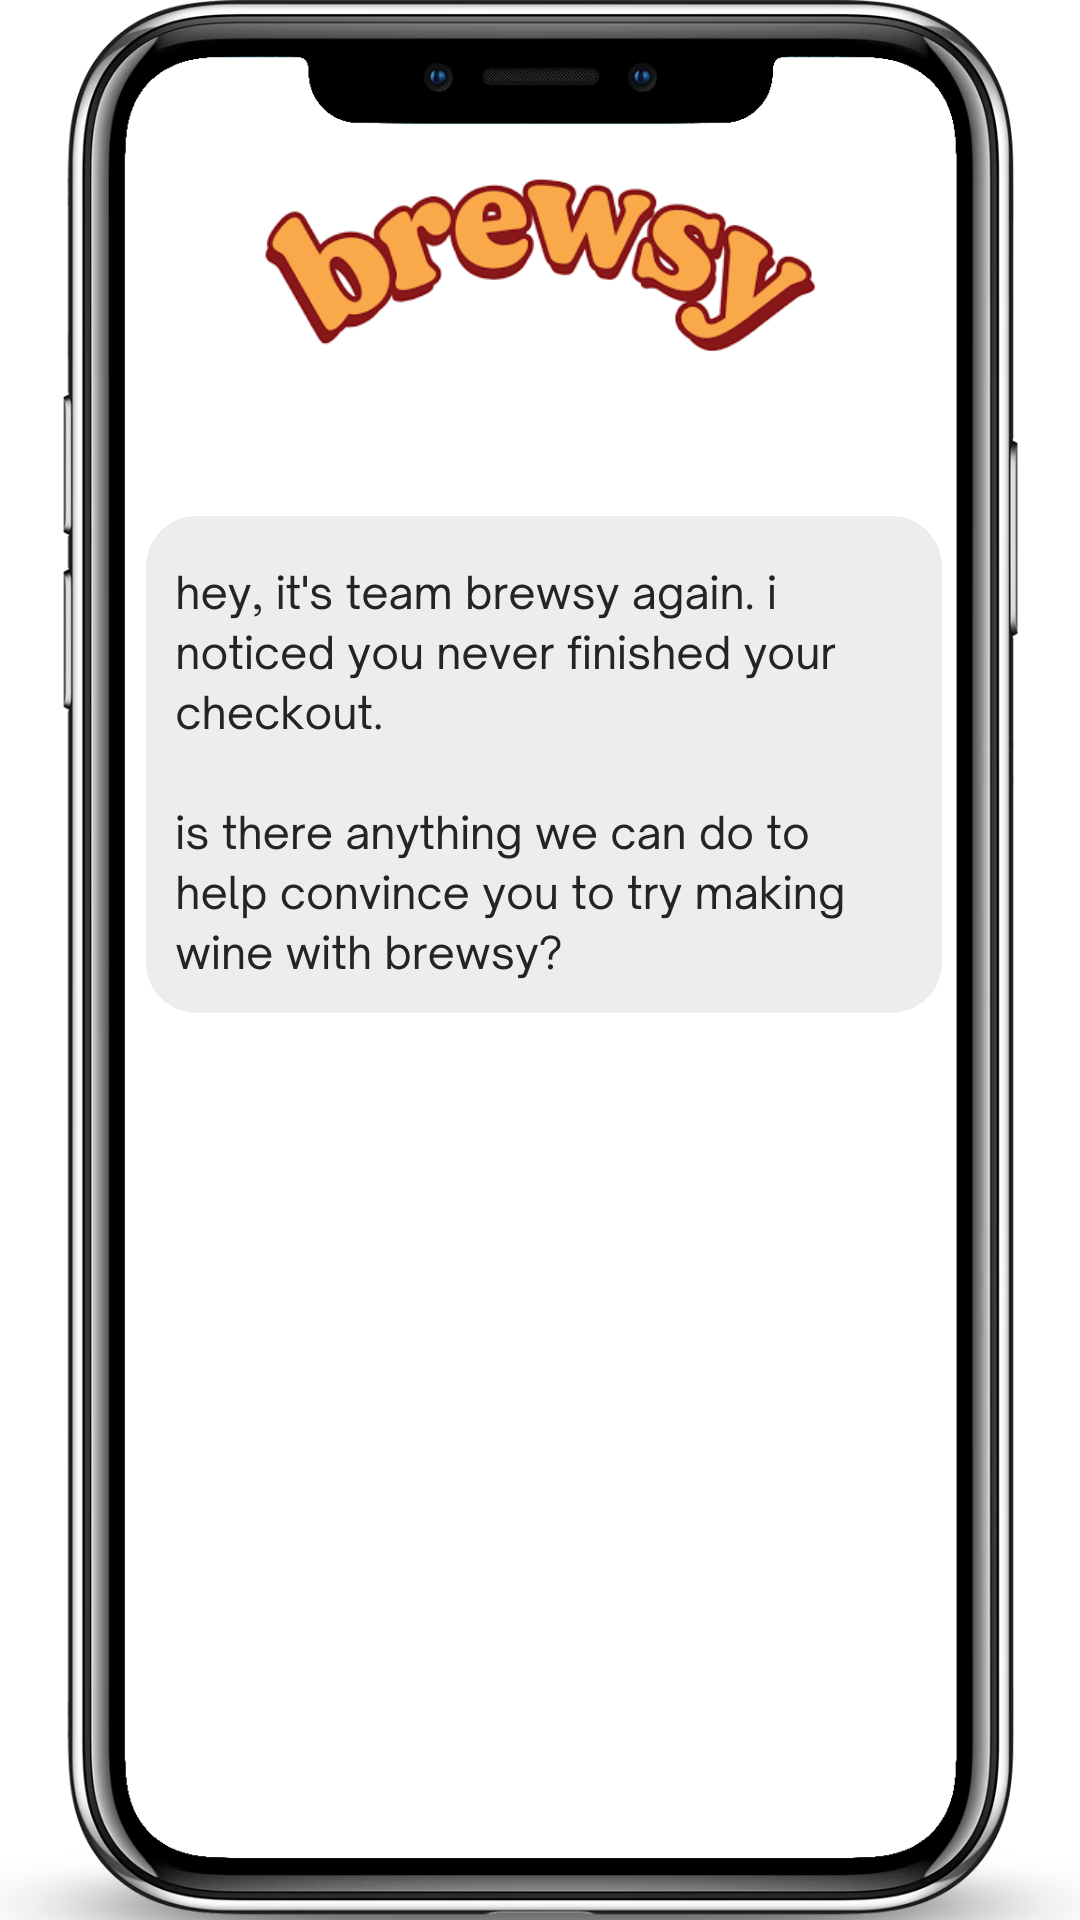 brewsy
hey, it's team brewsy again. i
noticed you never finished your
checkout.
is there anything we can do to
help convince you to try making
wine with brewsy?